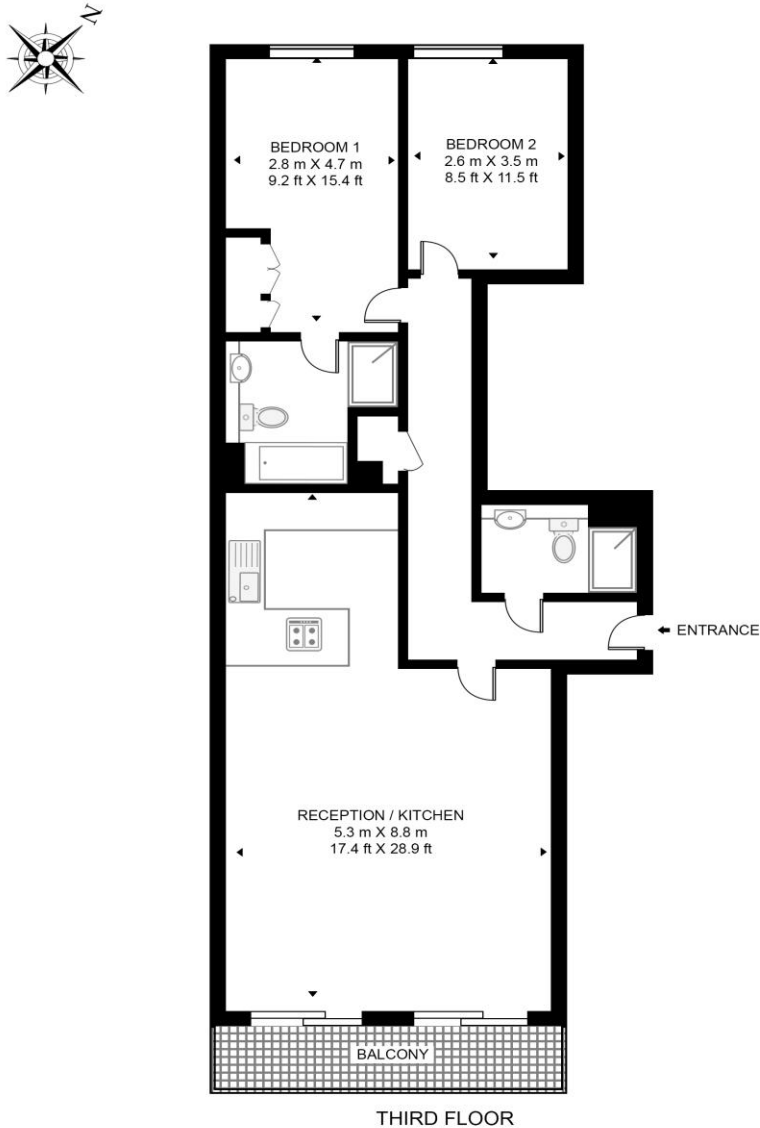 N
BEDROOM 1
2.8 m X 4.7 m
9.2 ft X 15.4 ft
BEDROOM 2
2.6 m X 3.5 m
8.5 ft X 11.5 ft
ENTRANCE
RECEPTION / KITCHEN
5.3 m X 8.8 m
17.4 ft X 28.9 ft
BALCONY
THIRD FLOOR